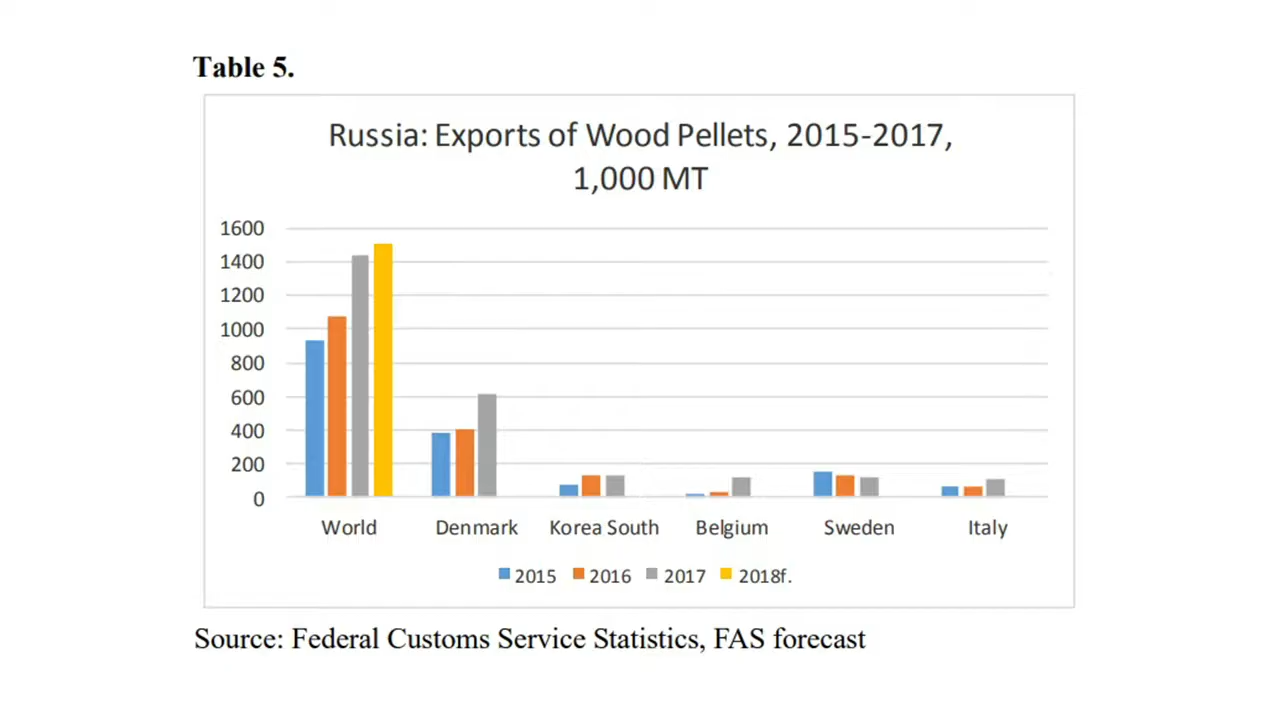 Table 5.
Russia: Exports of Wood Pellets, 2015-2017,
1,000 MT
1600
1400
1200
1000
800
600
400
200
0
World Denmark Korea South Belgium Sweden Italy
2015 2016 2017 2018f.
Source: Federal Customs Service Statistics, FAS forecast